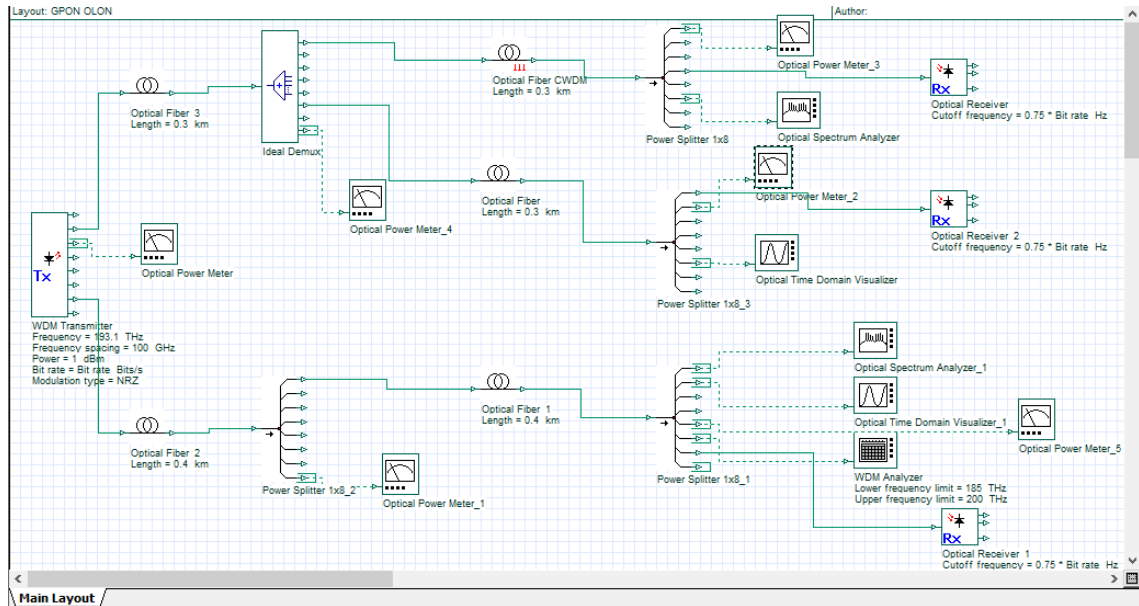 Layout: GPON OLON
Author:
Optical Power Meter_3
Optical Fiber 3
Length = 0.3 km
Optical Fiber CWDM
Length = 0.3 km
Rx
Optical Receiver
Cutoff frequency = 0.75 * Bit rate Hz
Ideal Demux
Power Splitter 1x8
Optical Spectrum Analyzer
Optical Power Meter_2
Optical Fiber
Length = 0.3 km
Optical Power Meter_4
Rx
Optical Receiver 2
Cutoff frequency = 0.75 * Bit rate Hz
Tx
Optical Power Meter
Optical Time Domain Visualizer
Power Splitter 1x8_3
WDM Transmitter
Frequency = 193.1 THz
Frequency spacing = 100 GHz
Power = 1 dBm
Bit rate = Bit rate Bits/s
Modulation type = NRZ
Optical Spectrum Analyzer_1
Optical Fiber 1
Length = 0.4 km
Optical Time Domain Visualizer_1
Optical Power Meter_5
Optical Fiber 2
Length = 0.4 km
Power Splitter 1x8_2
Optical Power Meter_1
Power Splitter 1x8_1
WDM Analyzer
Lower frequency limit = 185 THz
Upper frequency limit = 200 THz
Rx
Optical Receiver 1
Cutoff frequency = 0.75 * Bit rate Hz
Main Layout